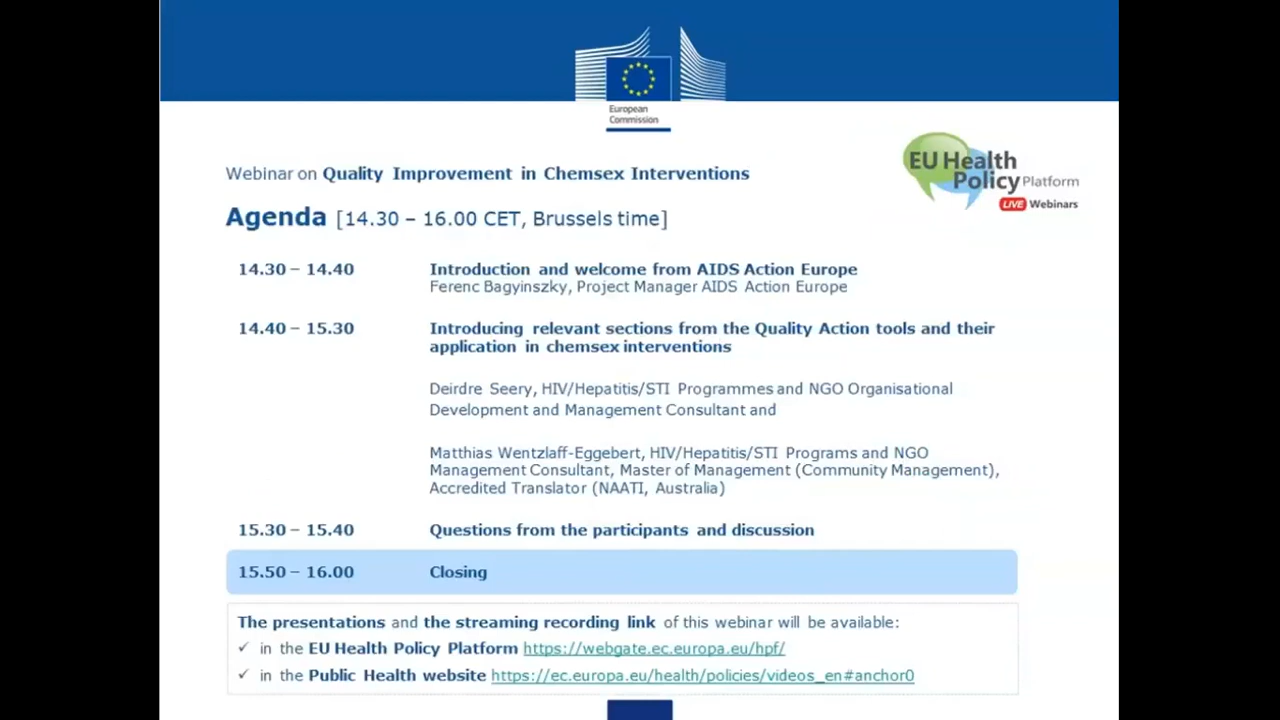 European
Commission
EU Health
Policy Platform
LIVE Webinars
Webinar on Quality Improvement in Chemsex Interventions
Agenda [14.30 – 16.00 CET, Brussels time]
14.30 – 14.40 Introduction and welcome from AIDS Action Europe
Ferenc Bagyinszky, Project Manager AIDS Action Europe
14.40 – 15.30 Introducing relevant sections from the Quality Action tools and their
application in chemsex interventions
Deirdre Seery, HIV/Hepatitis/STI Programmes and NGO Organisational
Development and Management Consultant and
Matthias Wentzlaff-Eggebert, HIV/Hepatitis/STI Programs and NGO
Management Consultant, Master of Management (Community Management),
Accredited Translator (NAATI, Australia)
15.30 – 15.40 Questions from the participants and discussion
15.50 – 16.00 Closing
The presentations and the streaming recording link of this webinar will be available:
✓ in the EU Health Policy Platform https://webgate.ec.europa.eu/hpf/
✓ in the Public Health website https://ec.europa.eu/health/policies/videos_en#anchor0